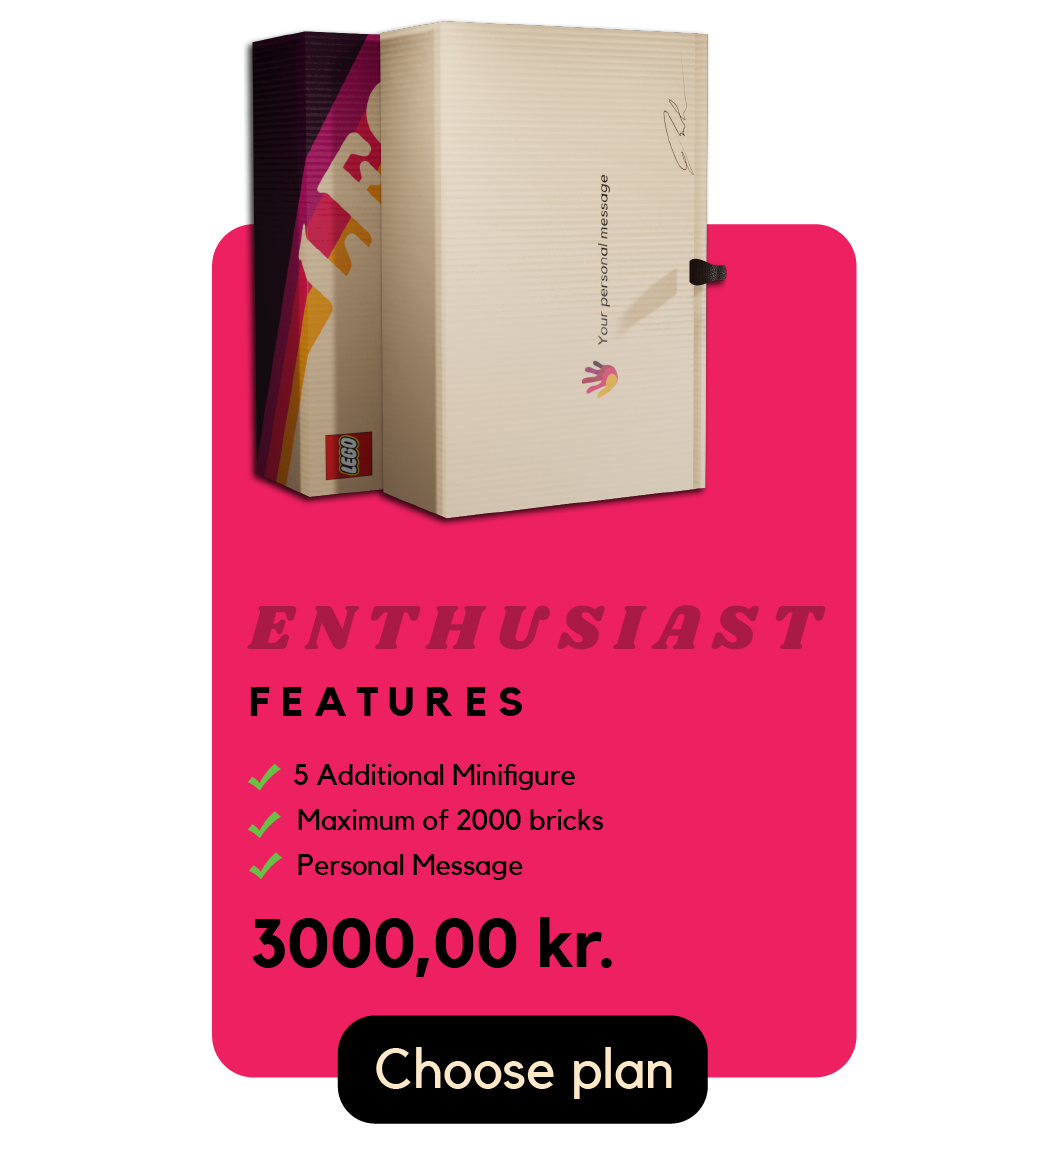 Your personal message
LEGO
ENTHUSIAST
FEATURES
5 Additional Minifigure
Maximum of 2000 bricks
Personal Message
3000,00 kr.
Choose plan